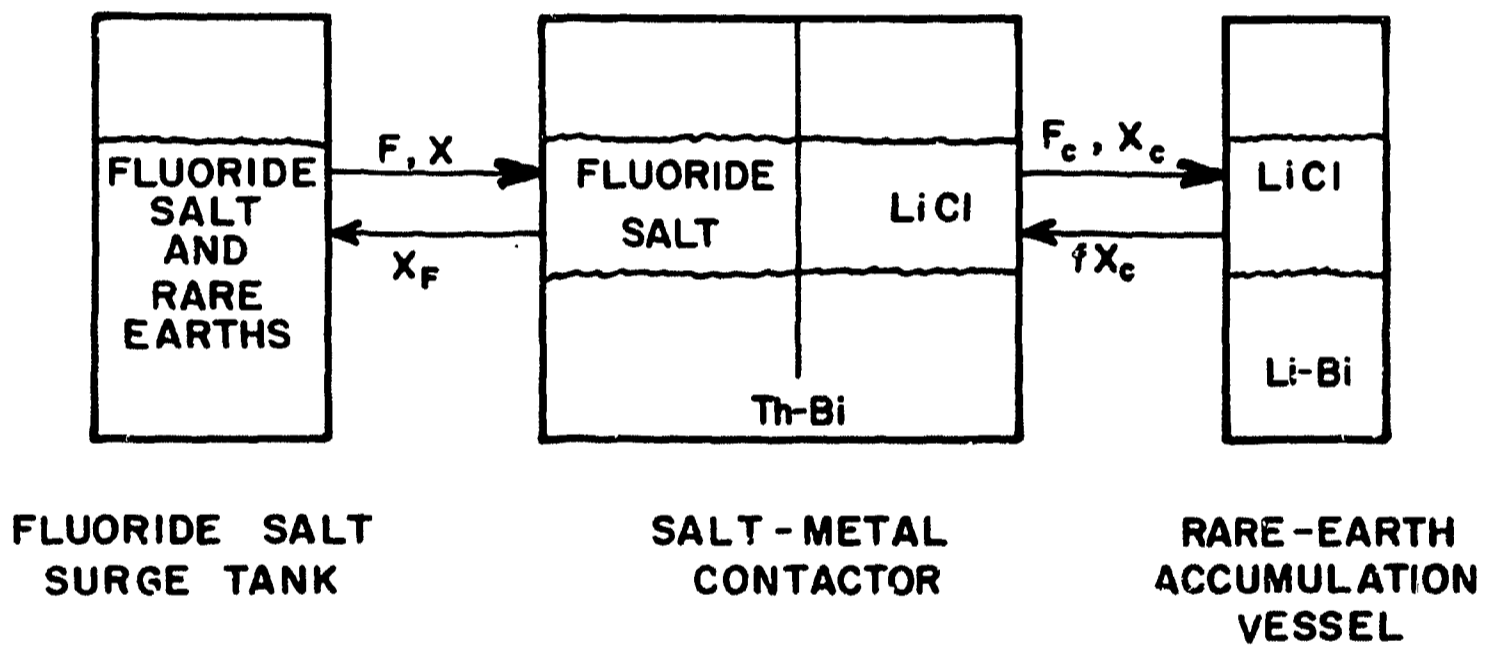 FLUORIDE
SALT
AND
RARE
EARTHS
F, X
X_F
FLUORIDE
SALT
LiCl
Th-Bi
F_c, X_c
fX_c
LiCl
Li-Bi
FLUORIDE SALT
SURGE TANK
SALT-METAL
CONTACTOR
RARE-EARTH
ACCUMULATION
VESSEL